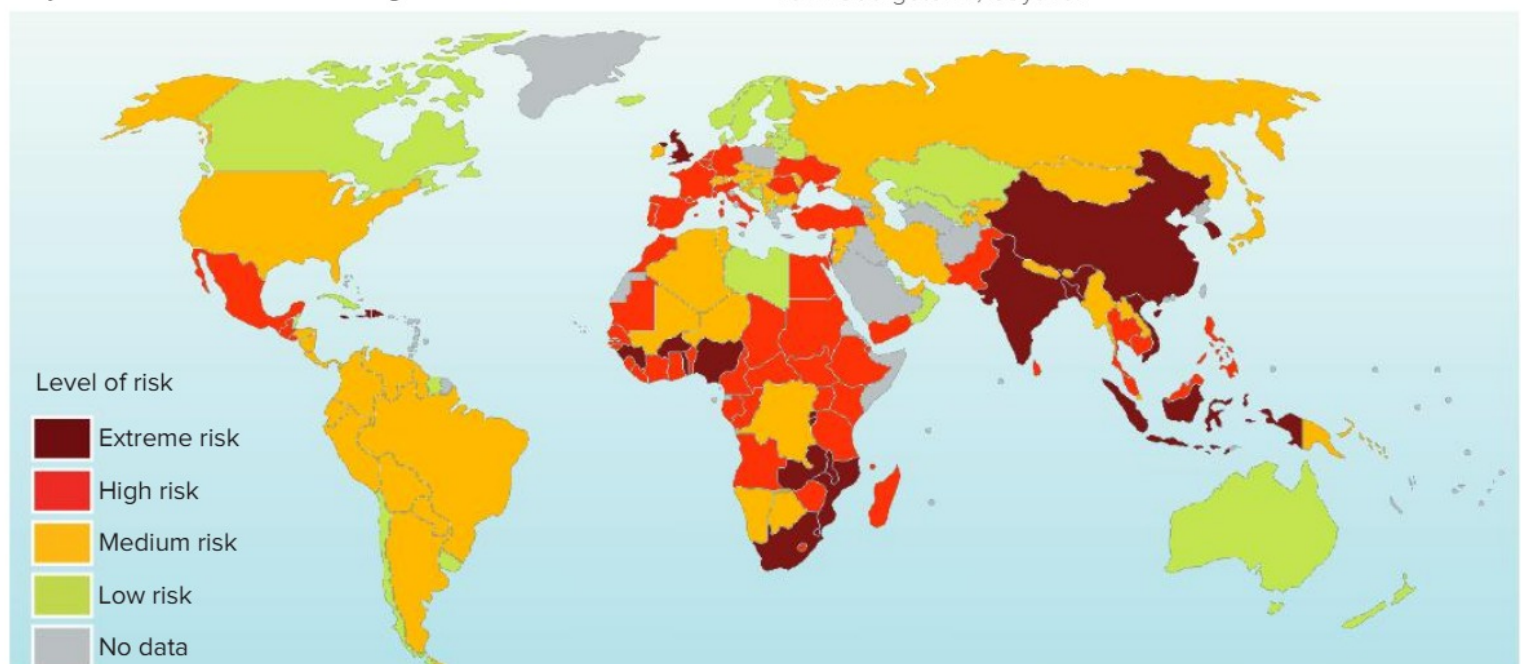 Level of risk
Extreme risk
High risk
Medium risk
Low risk
No data